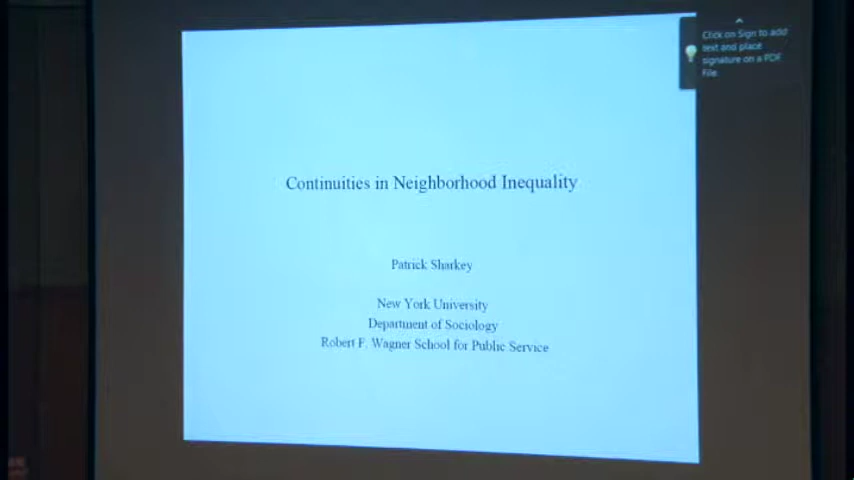 Continuities in Neighborhood Inequality
Patrick Sharkey
New York University
Department of Sociology
Robert F. Wagner School for Public Service
Click on Sign to add
text and place
signature on a PDF
File